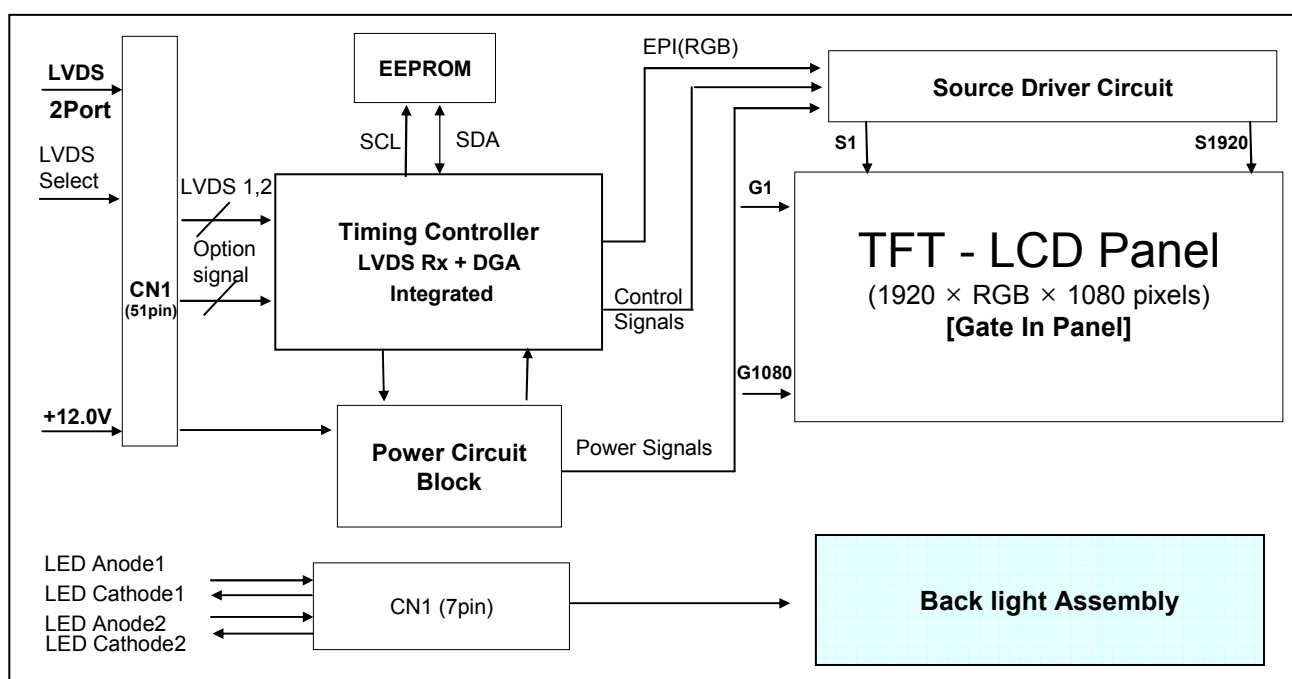 LVDS
2Port
LVDS
Select
+12.0V
CN1
(51pin)
LVDS 1,2
Option
signal
EEPROM
SCL
SDA
Timing Controller
LVDS Rx + DGA
Integrated
Power Circuit
Block
EPI(RGB)
Control
Signals
Power Signals
Source Driver Circuit
S1
S1920
G1
G1080
TFT - LCD Panel
(1920 × RGB × 1080 pixels)
[Gate In Panel]
LED Anode1
LED Cathode1
LED Anode2
LED Cathode2
CN1 (7pin)
Back light Assembly